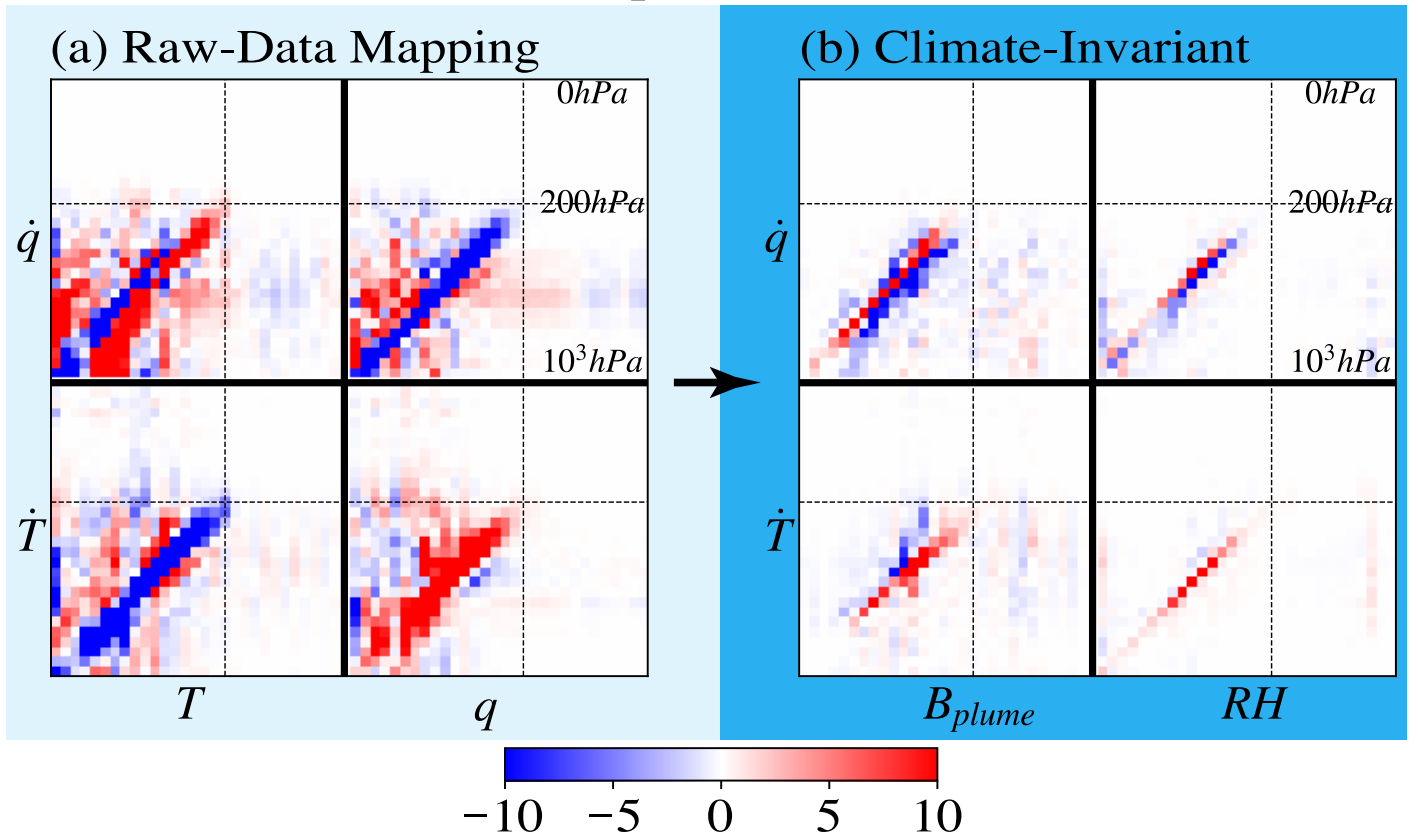 (a) Raw-Data Mapping
(b) Climate-Invariant
0hPa
0hPa
200hPa
200hPa
q̇
q̇
10³hPa
10³hPa
Ṫ
Ṫ
T
q
B_plume
RH
−10
−5
0
5
10